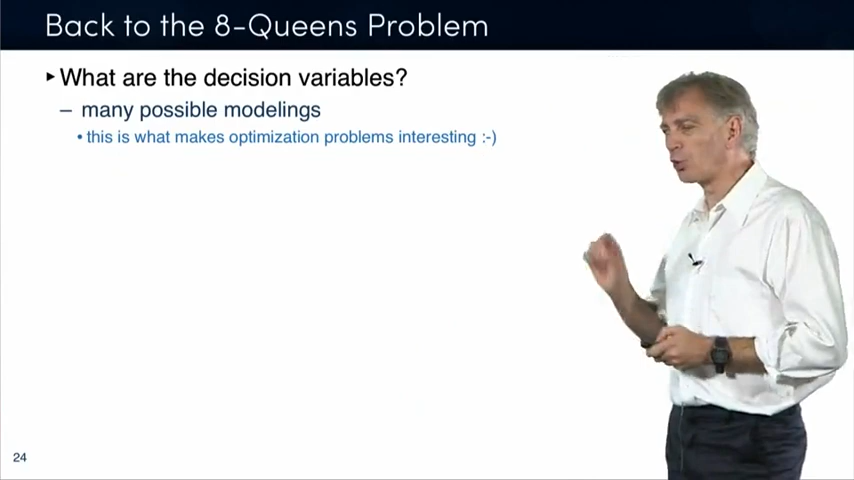 Back to the 8-Queens Problem
▸ What are the decision variables?
– many possible modelings
• this is what makes optimization problems interesting :-)
24